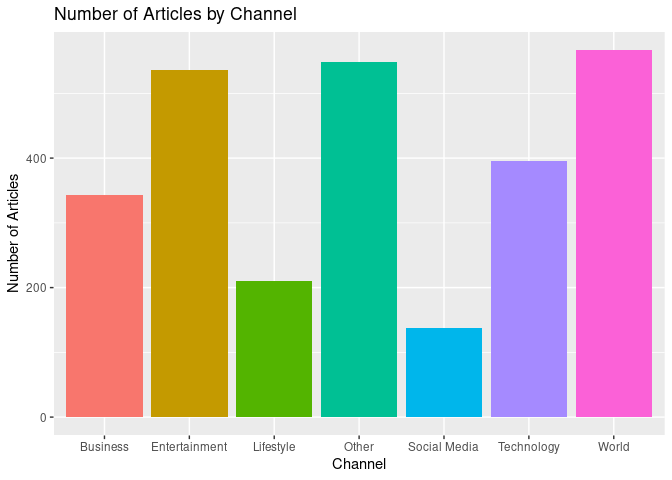 Number of Articles by Channel
Number of Articles
400
200
0
Business Entertainment Lifestyle Other Social Media Technology World
Channel